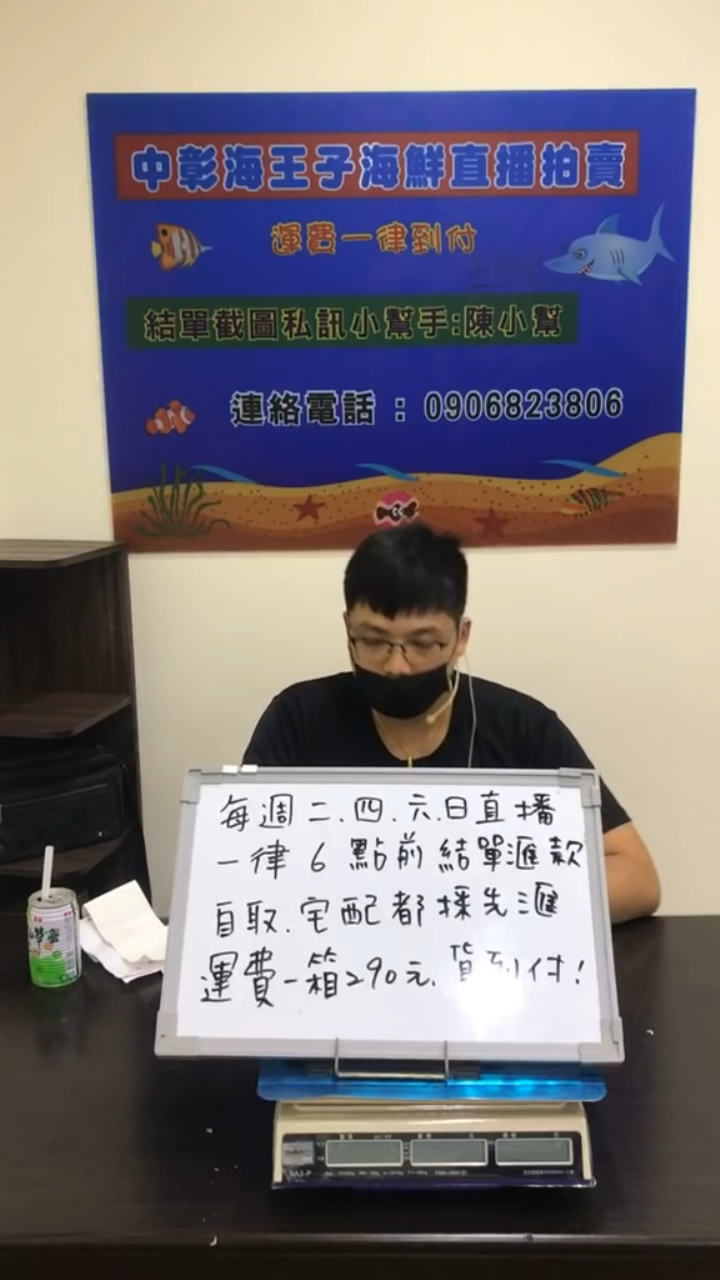 中彰海王子海鮮直播拍賣
運費一律到付
結單截圖私訊小幫手:陳小幫
連絡電話 : 0906823806
每週二.四.六.日直播
一律6點前結單匯款
自取.宅配都採先匯
運費一箱290元.貨到付!